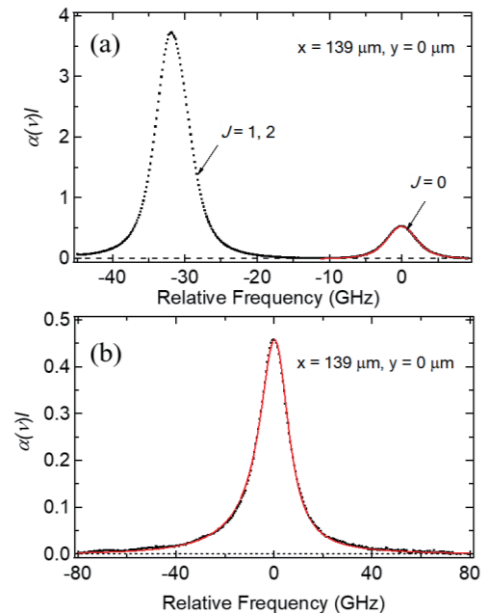 (a)
x = 139 μm, y = 0 μm
J = 1, 2
J = 0
α(ν)l
4
3
2
1
0
-40 -30 -20 -10 0
Relative Frequency (GHz)
(b)
x = 139 μm, y = 0 μm
α(ν)l
0.5
0.4
0.3
0.2
0.1
0.0
-80 -40 0 40 80
Relative Frequency (GHz)